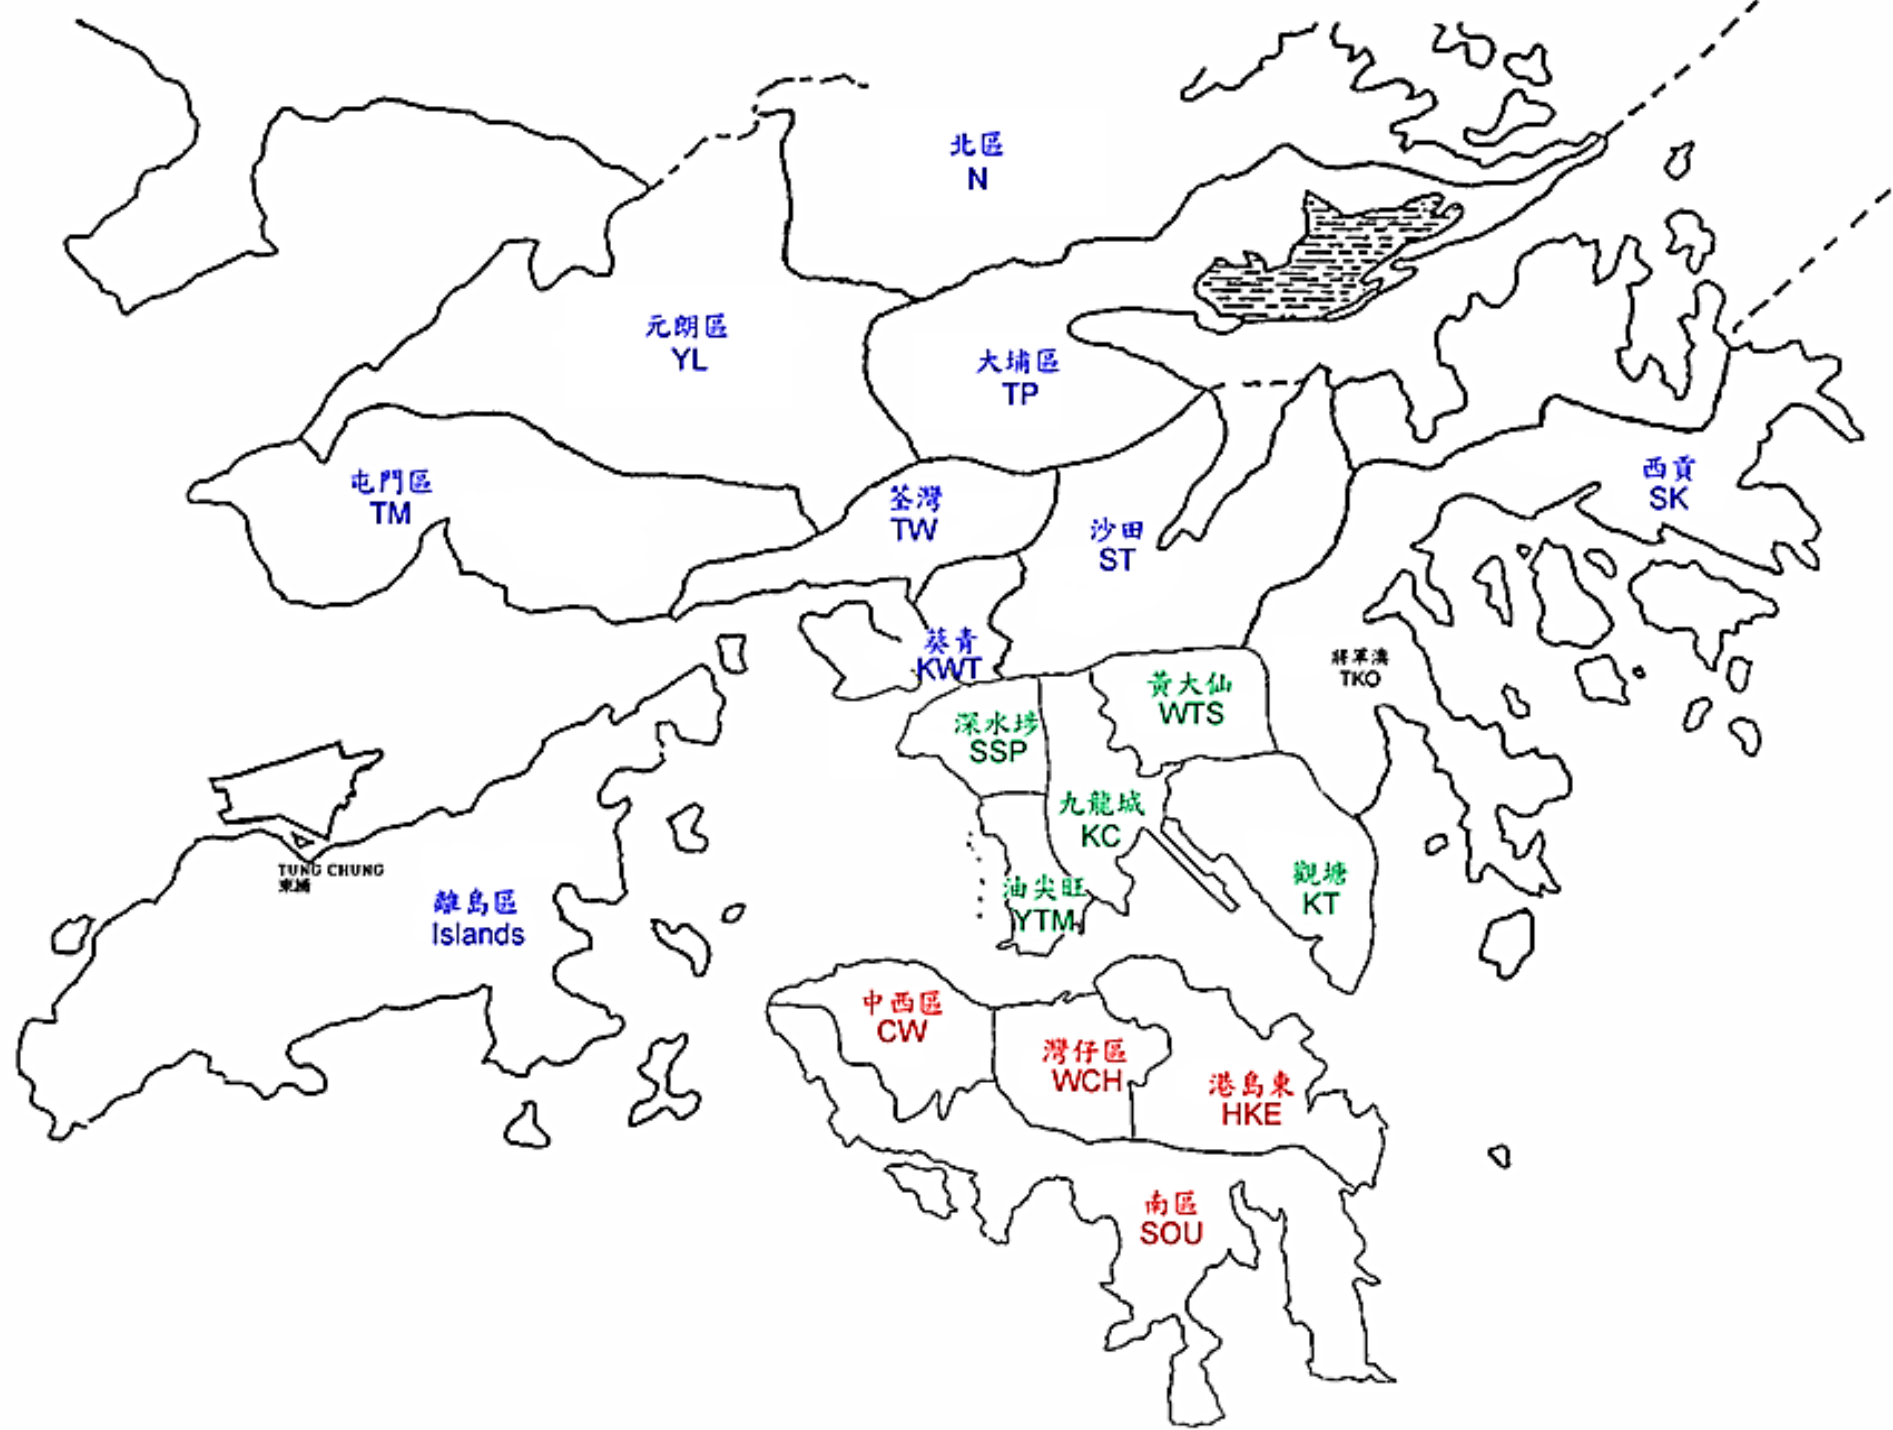 北區
N
元朗區
YL
大埔區
TP
屯門區
TM
荃灣
TW
沙田
ST
西貢
SK
葵青
KWT
將軍澳
TKO
黃大仙
WTS
深水埗
SSP
九龍城
KC
油尖旺
YTM
觀塘
KT
TUNG CHUNG
東涌
離島區
Islands
中西區
CW
灣仔區
WCH
港島東
HKE
南區
SOU